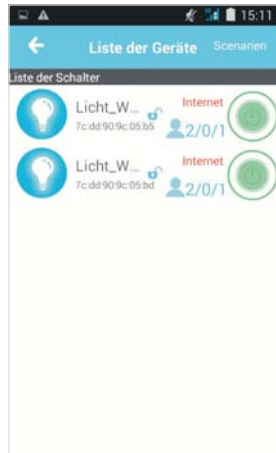 15:11
Liste der Geräte Scenarien
Liste der Schalter
Licht_W... Internet
7c:dd:90:9c:05:b5 2/0/1
Licht_W... Internet
7c:dd:90:9c:05:bd 2/0/1